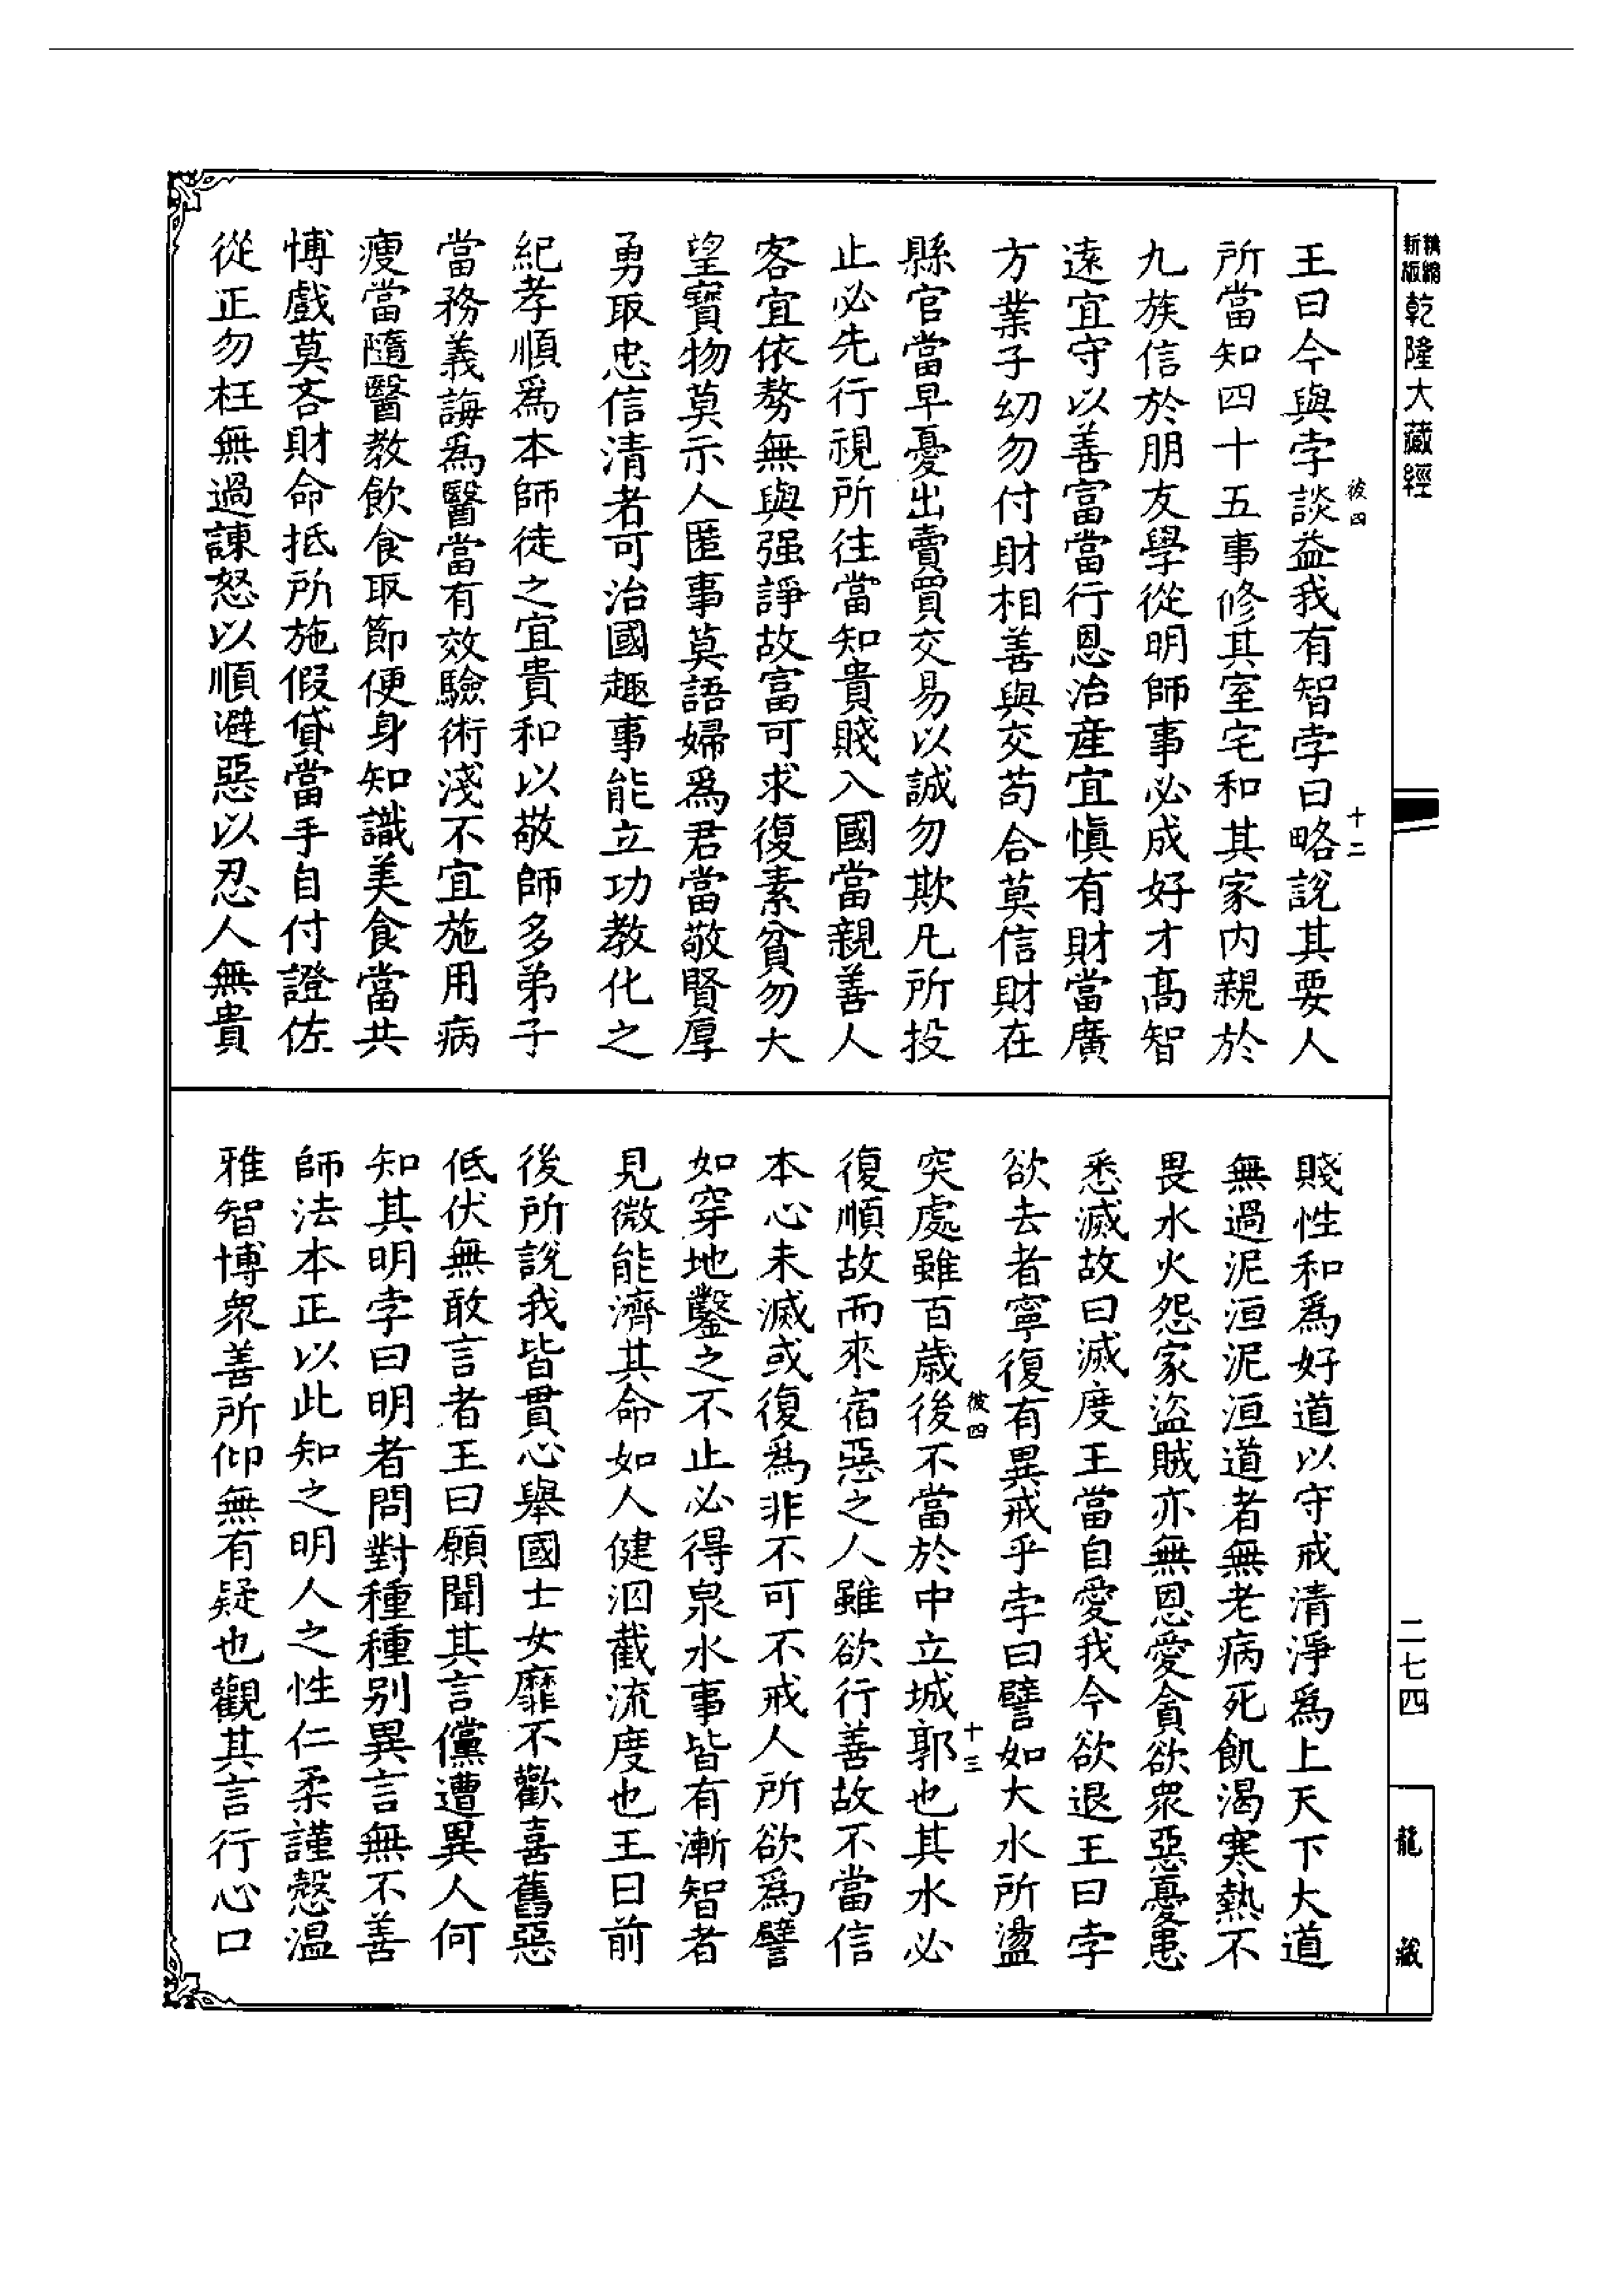 精縮新版
乾隆大藏經
彼四
十二
王曰今與孛談益我有智孛曰略說其要人
所當知四十五事修其室宅和其家內親於
九族信於朋友學從明師事必成好才高智
遠宜守以善富當行恩治產宜慎有財當廣
方業子幼勿付財相善與交苟合莫信財在
縣官當早憂出賣買交易以誠勿欺凡所投
止必先行視所往當知貴賤入國當親善人
客宜依勢無與强諍故富可求復素貧勿大
望寶物莫示人匿事莫語婦為君當敬賢厚
勇取忠信清者可治國趣事能立功教化之
紀孝順為本師徒之宜貴和以敬師多弟子
當務義誨為醫當有效驗術淺不宜施用病
瘦當隨醫教飲食取節便身知識美食當共
博戲莫吝財命抵所施假貸當手自付證佐
從正勿枉無過諫怒以順避惡以忍人無貴
賤性和為好道以守戒清淨為上天下大道
無過泥洹泥洹道者無老病死飢渴寒熱不
畏水火怨家盜賊亦無恩愛貪欲眾惡憂患
悉滅故曰滅度王當自愛我今欲退王曰孛
欲去者寧復有異戒乎孛曰譬如大水所盪
彼四
十三
突處雖百歲後不當於中立城郭也其水必
復順故而來宿惡之人雖欲行善故不當信
本心未滅或復為非不可不戒人所欲為譬
如穿地鑿之不止必得泉水事皆有漸智者
見微能濟其命如人健泅截流度也王曰前
後所說我皆貫心舉國士女靡不歡喜舊惡
低伏無敢言者王曰願聞其言儻遭異人何
知其明孛曰明者問對種種別異言無不善
師法本正以此知之明人之性仁柔謹慤温
雅智博眾善所仰無有疑也觀其言行心口
二七四
龍藏